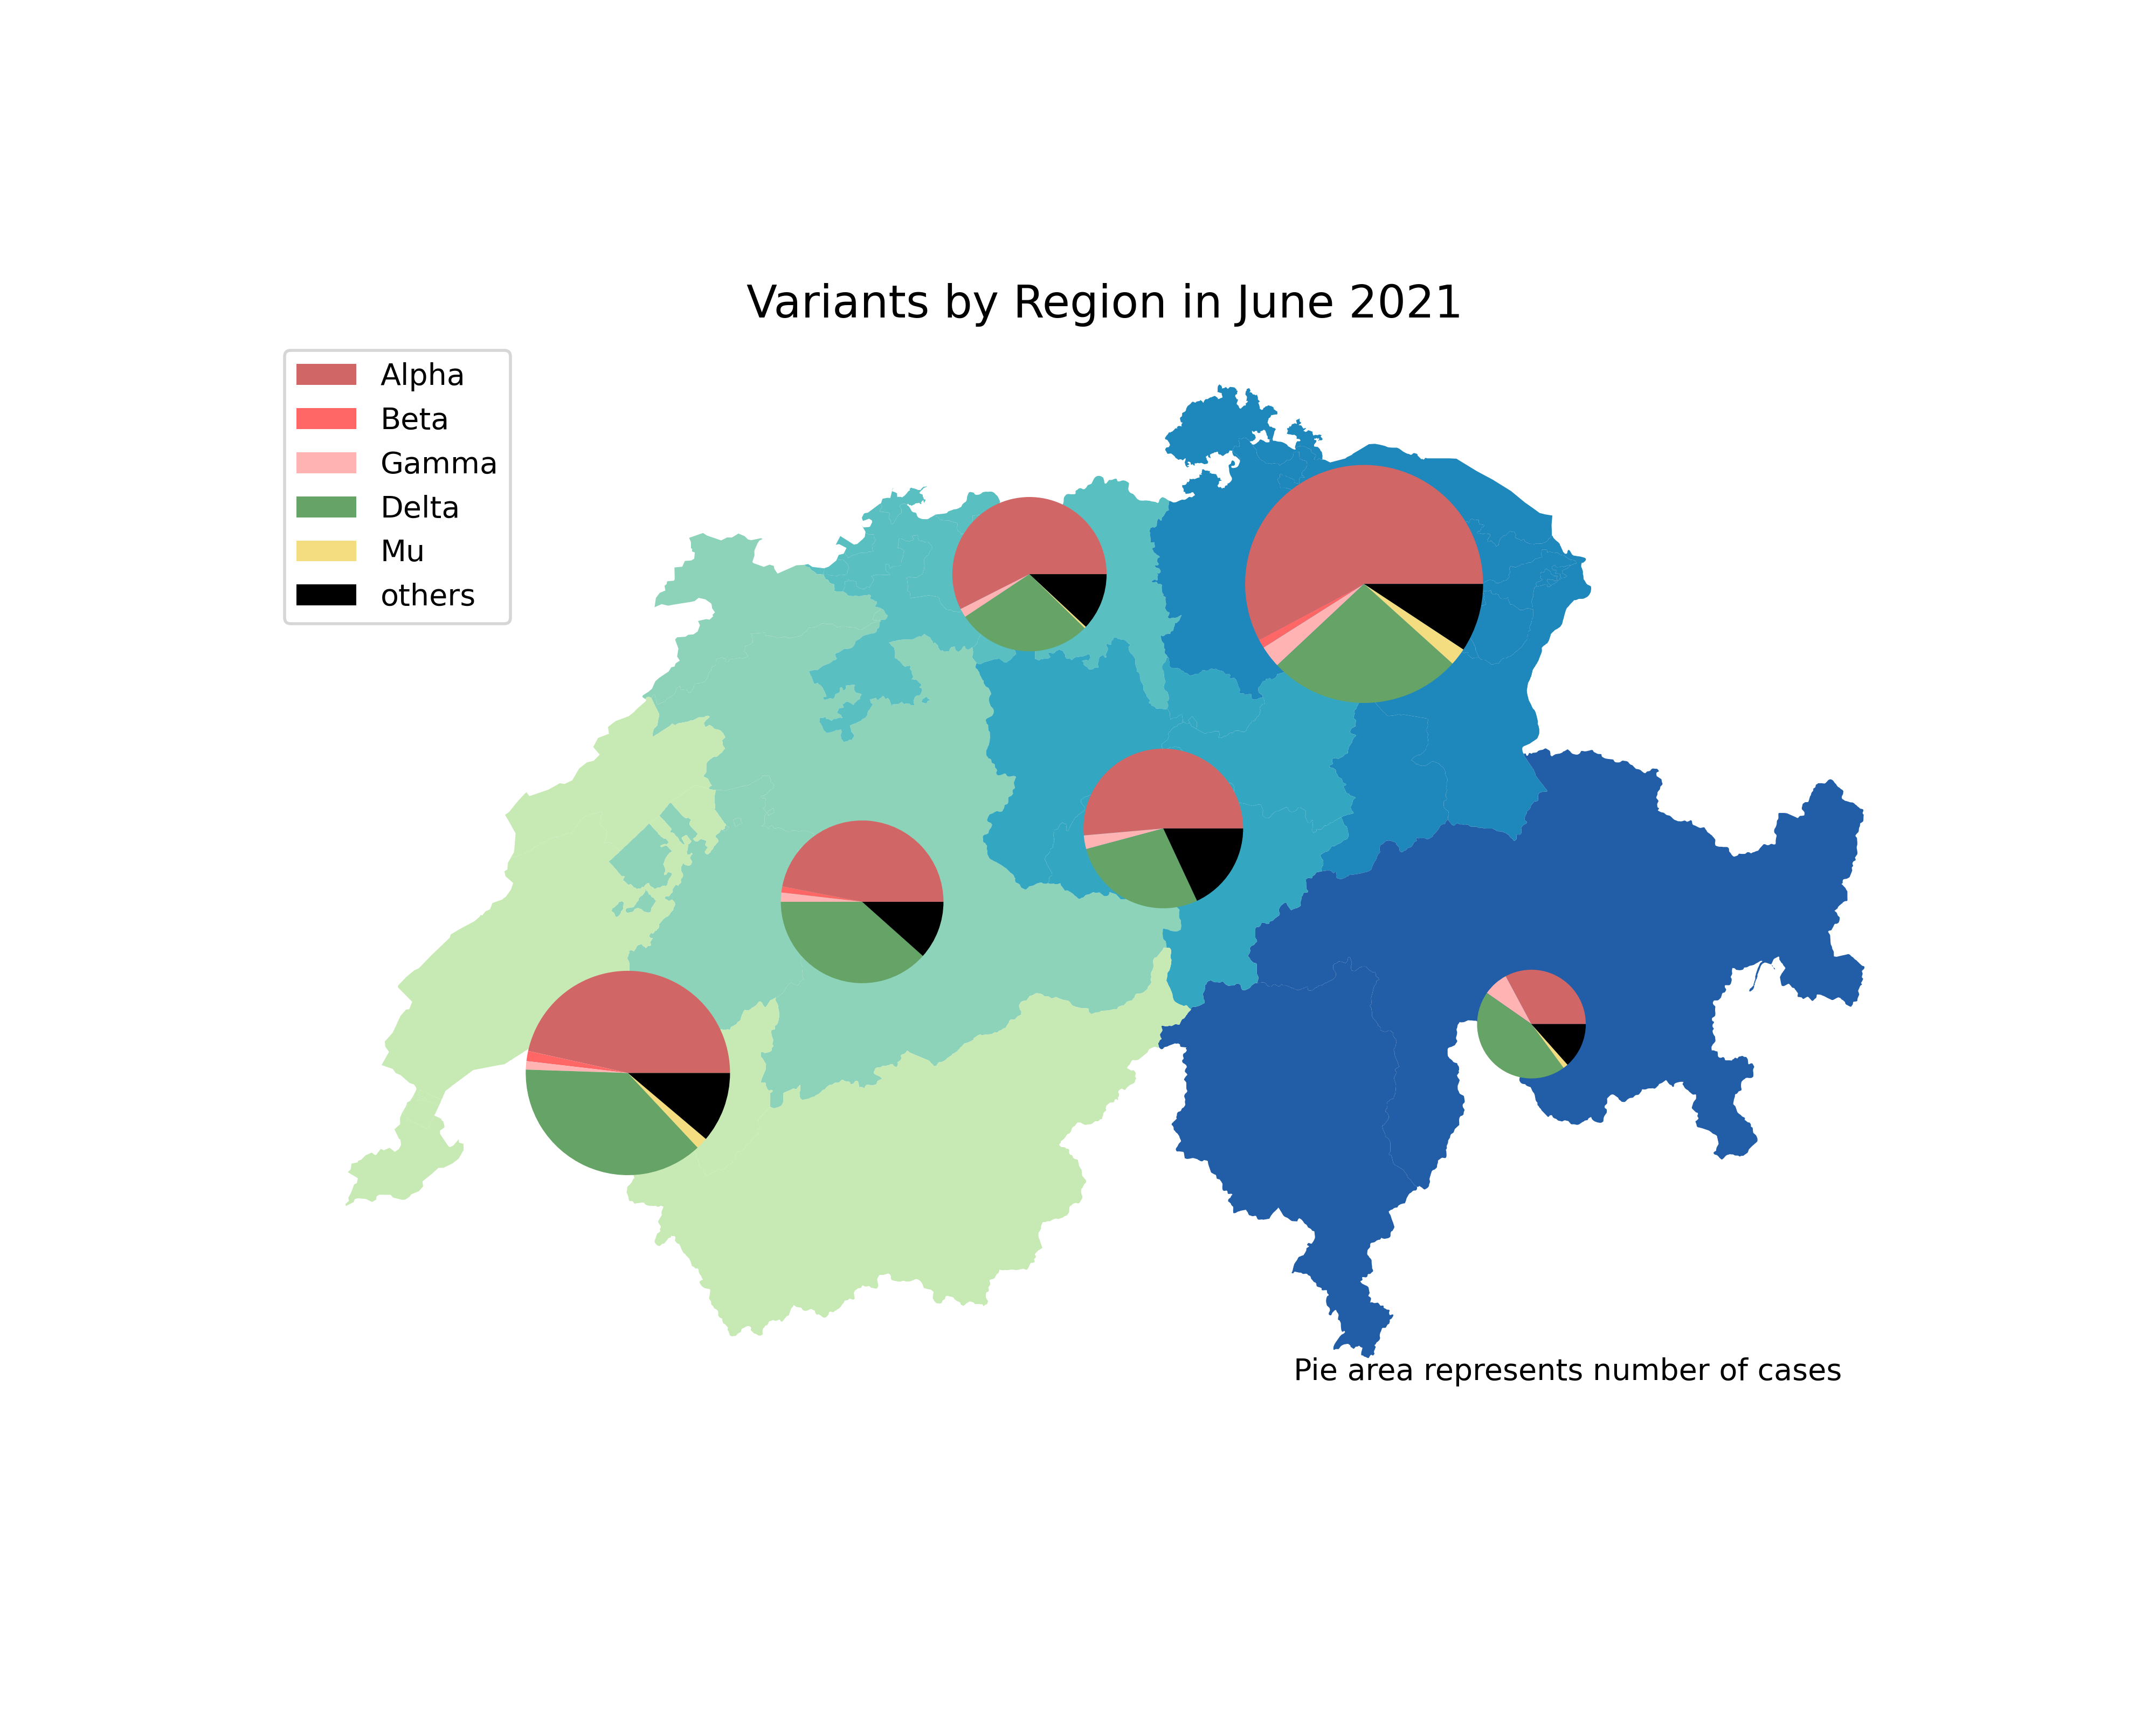 Variants by Region in June 2021
Alpha
Beta
Gamma
Delta
Mu
others
Pie area represents number of cases